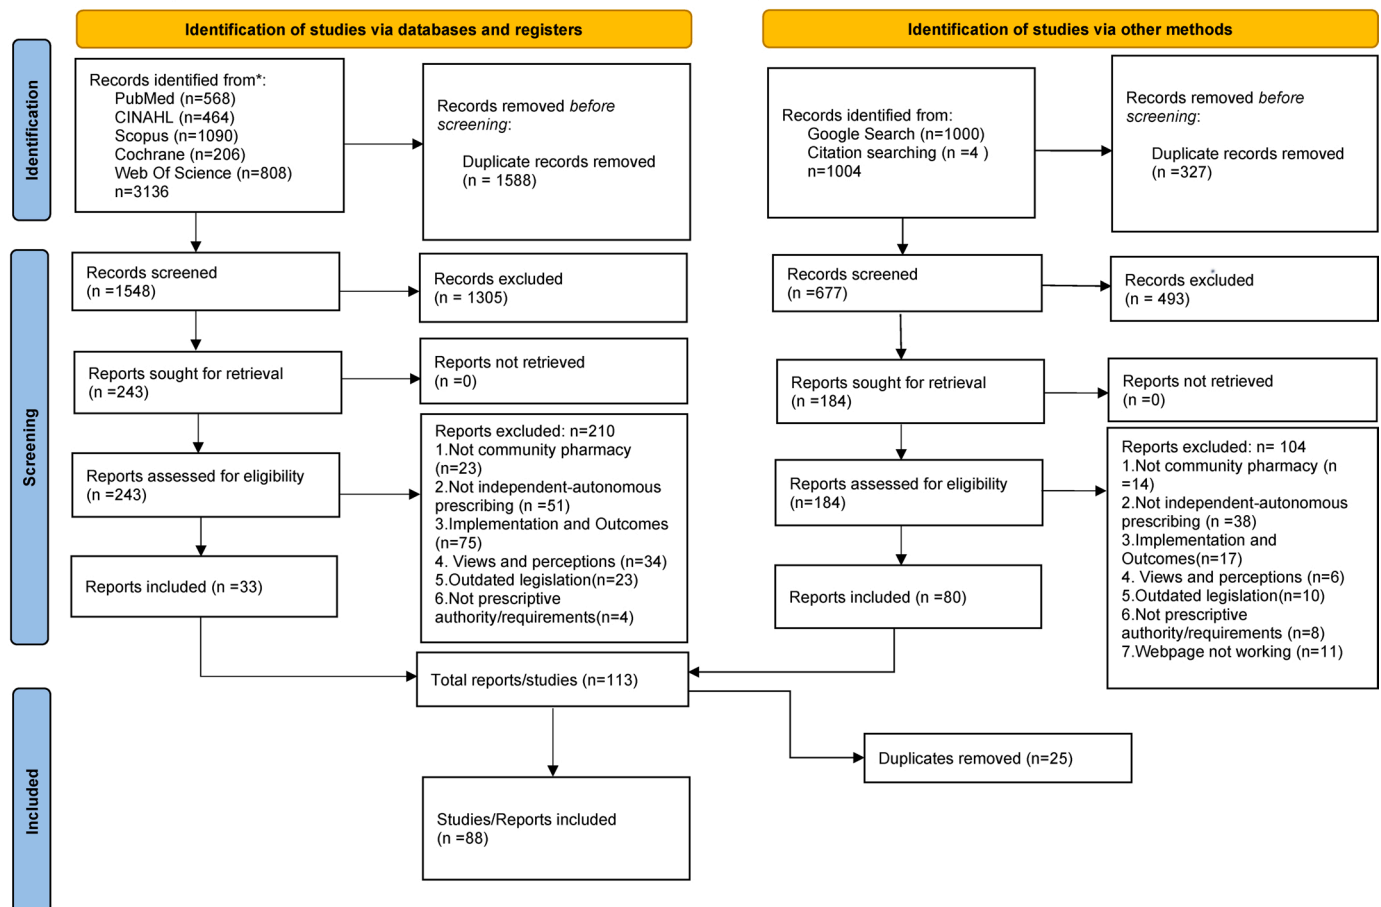 Identification of studies via databases and registers
Identification of studies via other methods
Identification
Records identified from*:
PubMed (n=568)
CINAHL (n=464)
Scopus (n=1090)
Cochrane (n=206)
Web Of Science (n=808)
n=3136
Records removed before
screening:
Duplicate records removed
(n = 1588)
Records identified from:
Google Search (n=1000)
Citation searching (n =4 )
n=1004
Records removed before
screening:
Duplicate records removed
(n =327)
Screening
Records screened
(n =1548)
Records excluded
(n = 1305)
Records screened
(n =677)
Records excluded
(n = 493)
Reports sought for retrieval
(n =243)
Reports not retrieved
(n =0)
Reports sought for retrieval
(n =184)
Reports not retrieved
(n =0)
Reports assessed for eligibility
(n =243)
Reports excluded: n=210
1.Not community pharmacy
(n=23)
2.Not independent-autonomous
prescribing (n =51)
3.Implementation and Outcomes
(n=75)
4. Views and perceptions (n=34)
5.Outdated legislation(n=23)
6.Not prescriptive
authority/requirements(n=4)
Reports assessed for eligibility
(n=184)
Reports excluded: n= 104
1.Not community pharmacy (n
=14)
2.Not independent-autonomous
prescribing (n =38)
3.Implementation and
Outcomes(n=17)
4. Views and perceptions (n=6)
5.Outdated legislation(n=10)
6.Not prescriptive
authority/requirements (n=8)
7.Webpage not working (n=11)
Reports included (n =33)
Reports included (n =80)
Total reports/studies (n=113)
Included
Duplicates removed (n=25)
Studies/Reports included
(n =88)